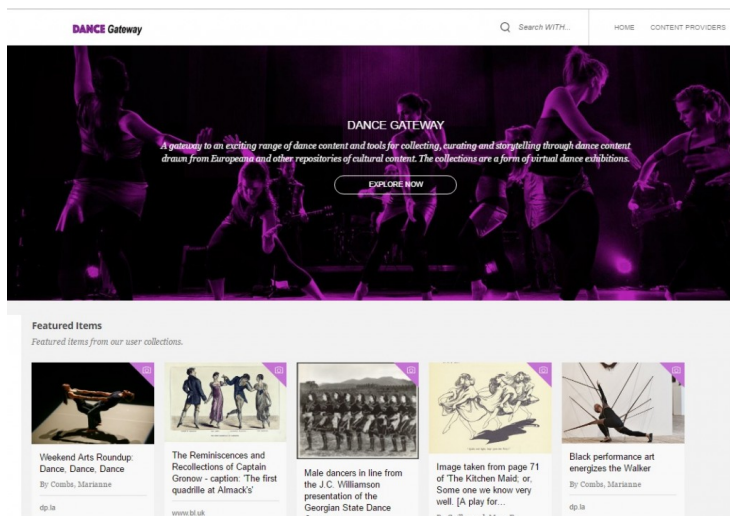 DANCE Gateway
Search WITH...
HOME
CONTENT PROVIDERS
DANCE GATEWAY
A gateway to an exciting range of dance content and tools for collecting, curating and storytelling through dance content
drawn from Europeana and other repositories of cultural content. The collections are a form of virtual dance exhibitions.
EXPLORE NOW
Featured Items
Featured items from our user collections.
Weekend Arts Roundup:
Dance, Dance, Dance
By Combs, Marianne
dp.la
The Reminiscences and
Recollections of Captain
Gronow - caption: 'The first
quadrille at Almack's'
www.bl.uk
Male dancers in line from
the J.C. Williamson
presentation of the
Georgian State Dance
Image taken from page 71
of 'The Kitchen Maid; or,
Some one we know very
well. [A play for...
Black performance art
energizes the Walker
By Combs, Marianne
dp.la